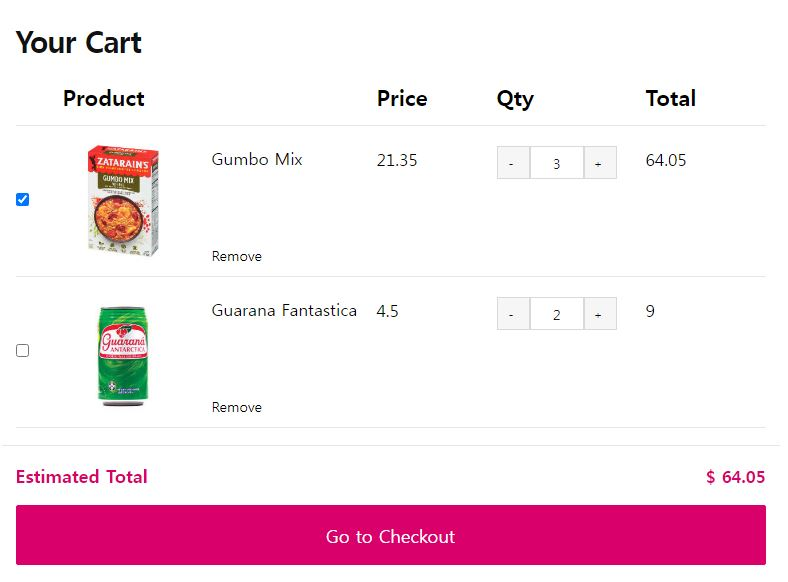 Your Cart
Product Price Qty Total
ZATARAIN'S
GUMBO MIX
Gumbo Mix 21.35 - 3 + 64.05
Remove
Guaraná
ANTARCTICA
Guarana Fantastica 4.5 - 2 + 9
Remove
Estimated Total $ 64.05
Go to Checkout